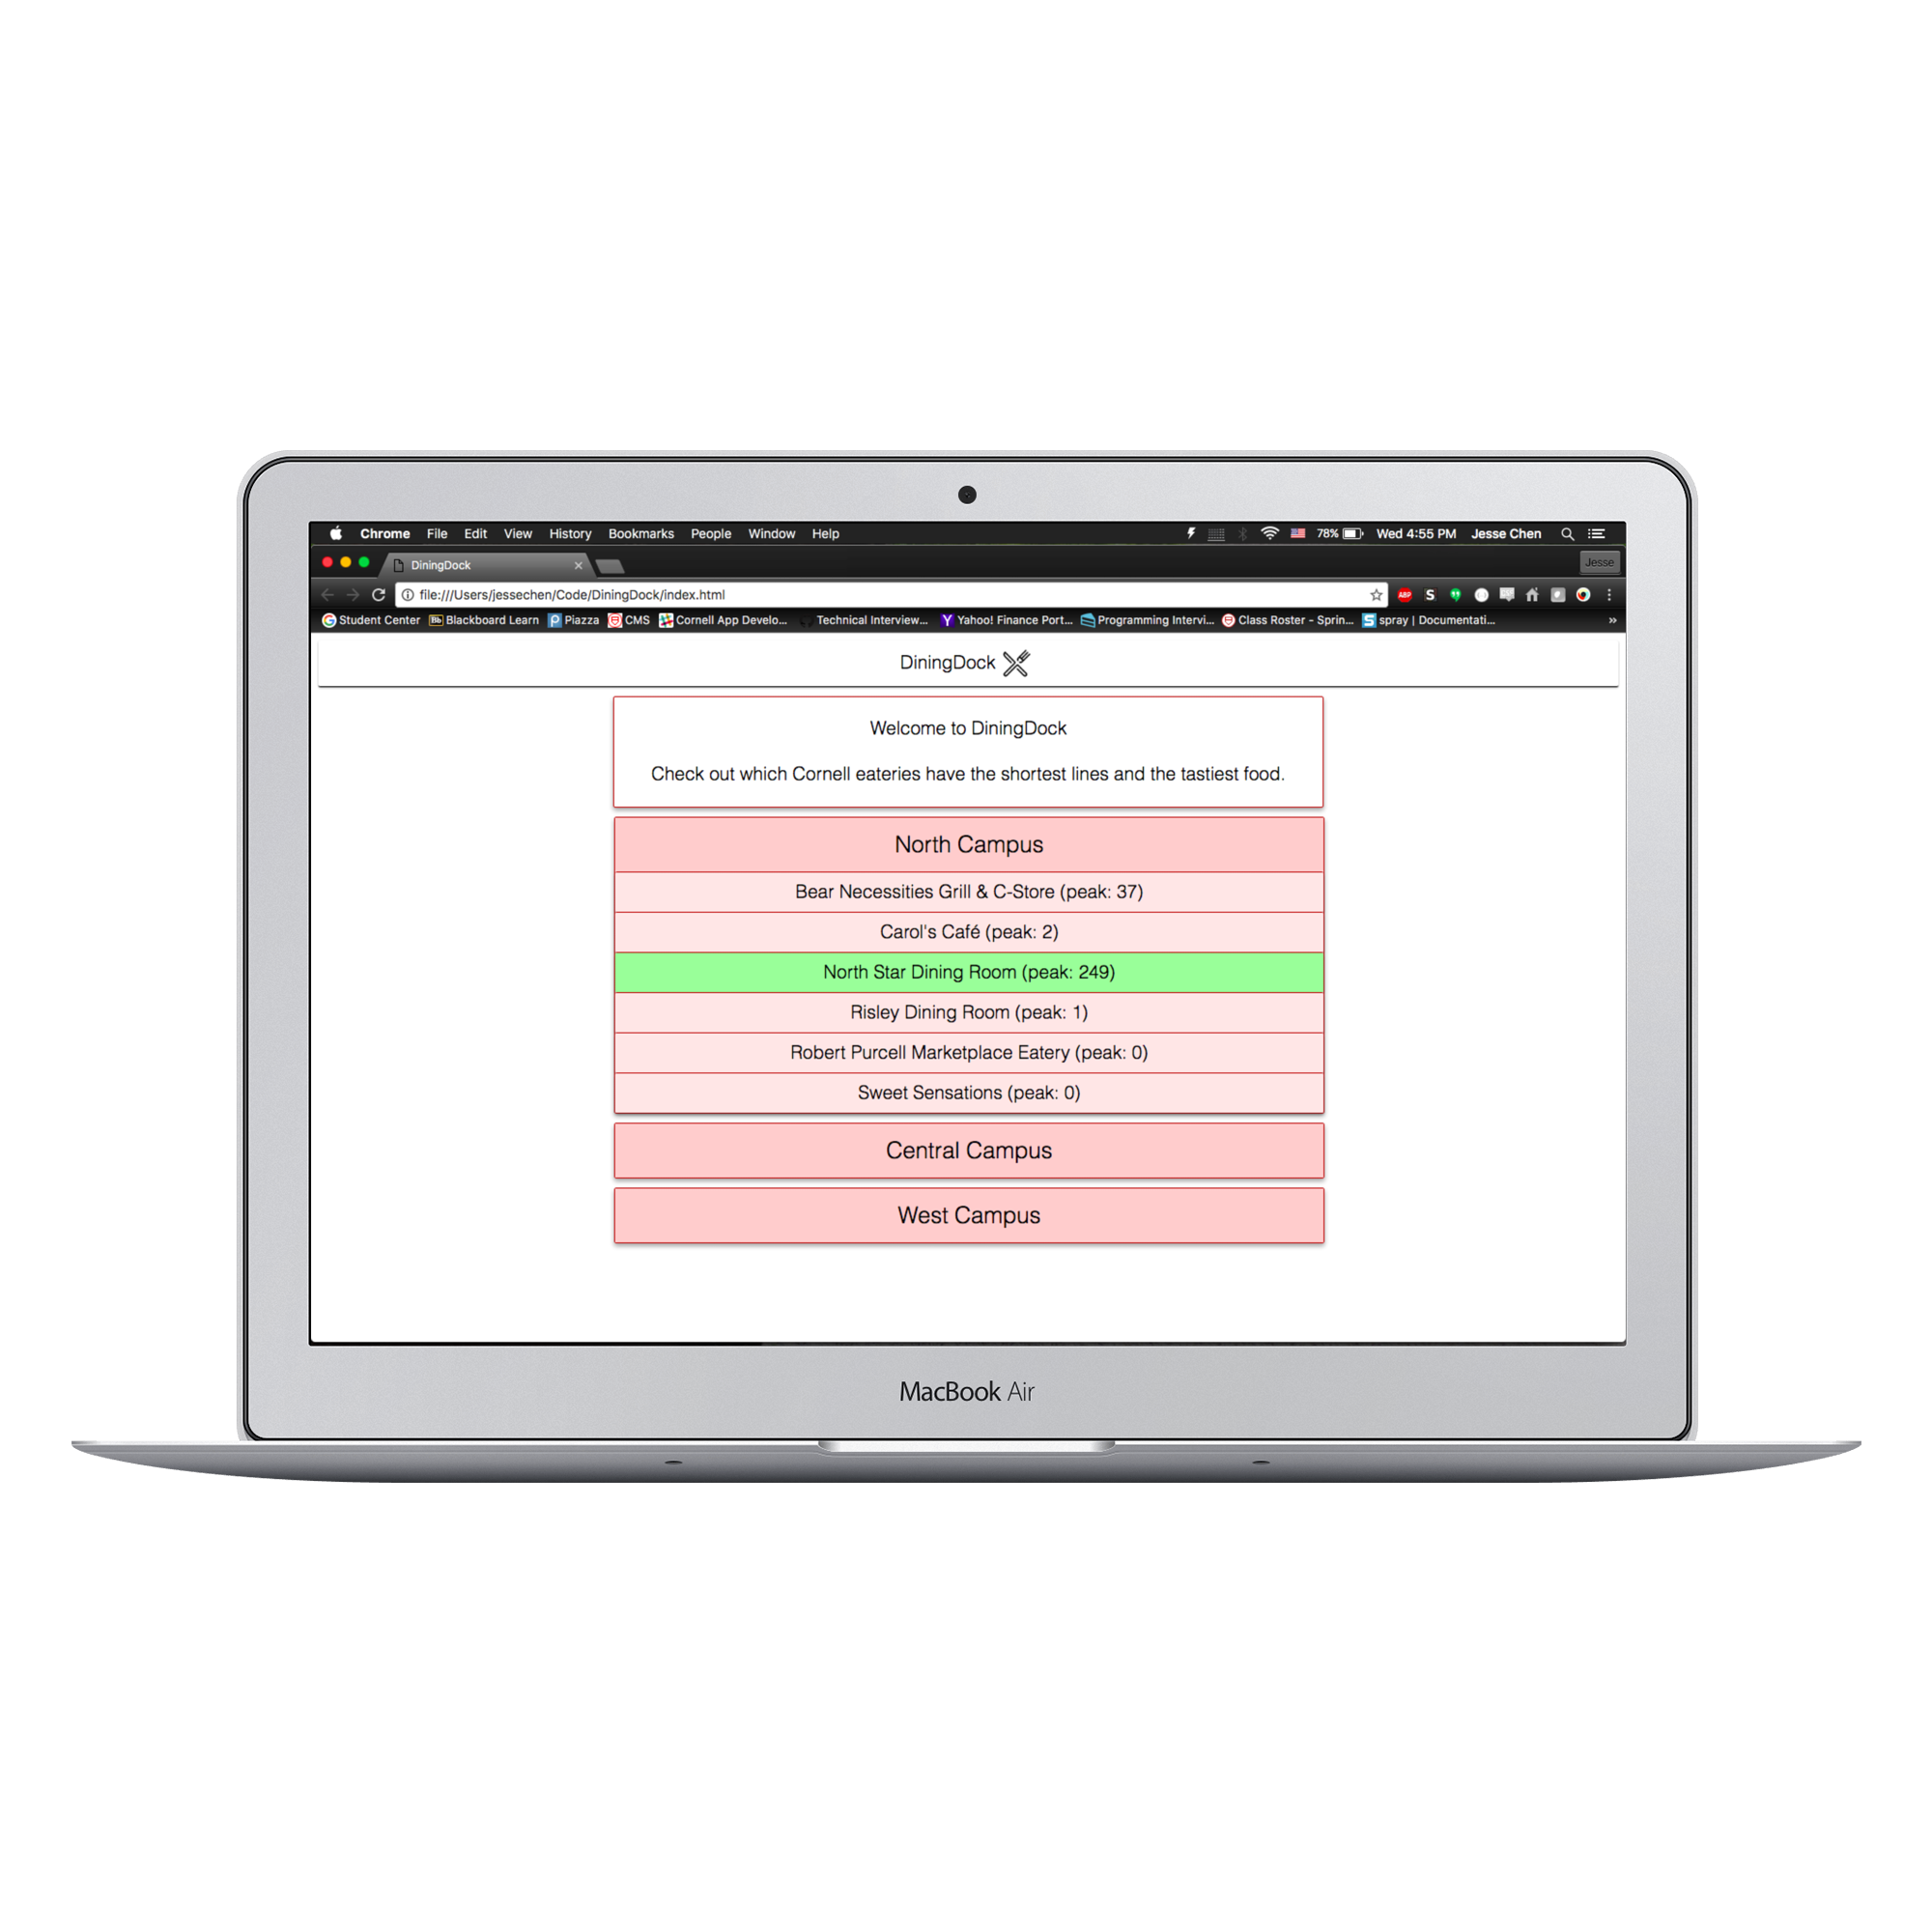 Chrome File Edit View History Bookmarks People Window Help 78% Wed 4:55 PM Jesse Chen
DiningDock Jesse
file:///Users/jessechen/Code/DiningDock/index.html ABP S
Student Center Bb Blackboard Learn Piazza CMS Cornell App Develo... Technical Interview... Yahoo! Finance Port... Programming Intervi... Class Roster - Sprin... spray | Documentati... »
DiningDock
Welcome to DiningDock
Check out which Cornell eateries have the shortest lines and the tastiest food.
North Campus
Bear Necessities Grill & C-Store (peak: 37)
Carol's Café (peak: 2)
North Star Dining Room (peak: 249)
Risley Dining Room (peak: 1)
Robert Purcell Marketplace Eatery (peak: 0)
Sweet Sensations (peak: 0)
Central Campus
West Campus
MacBook Air